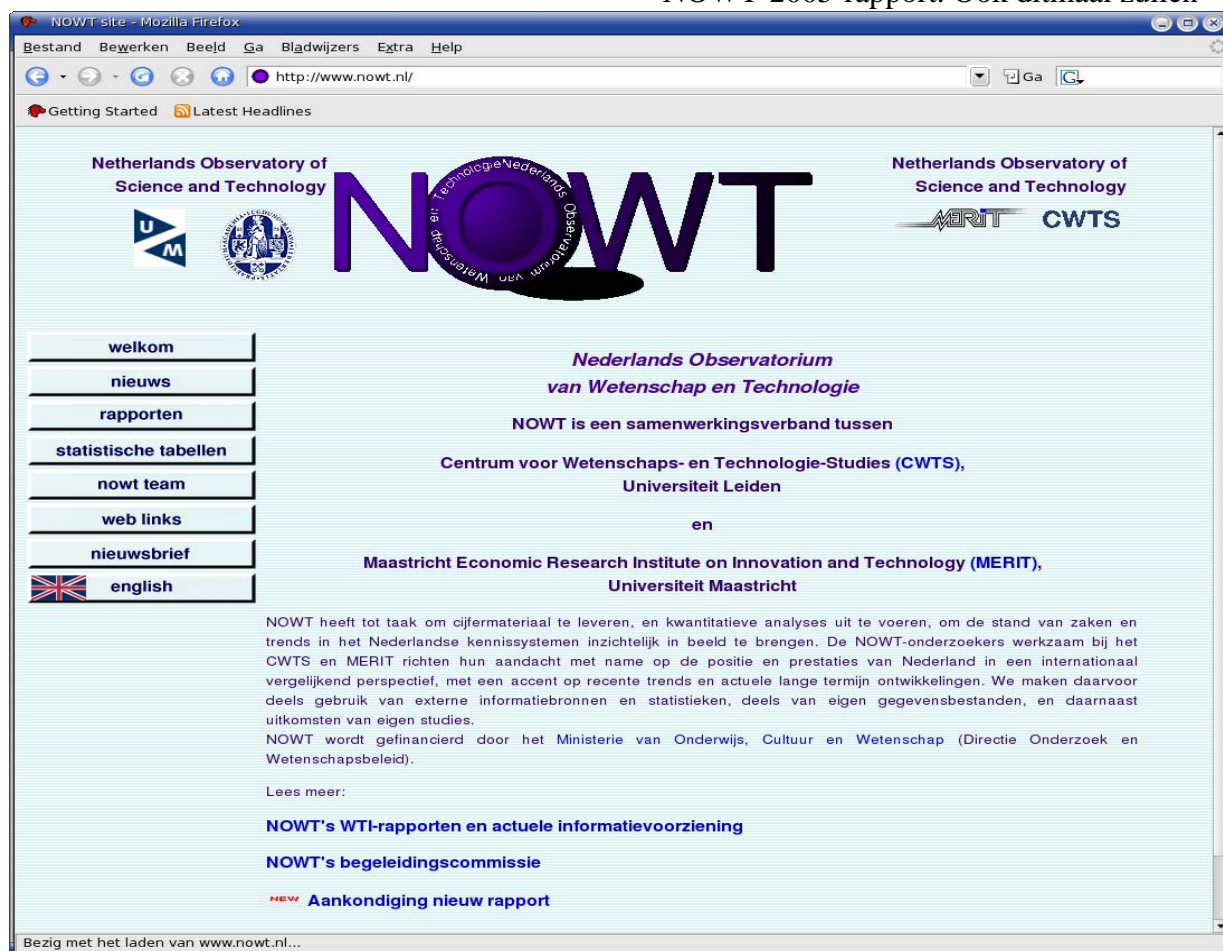 NOWT 2005-rapport. Ook ditmaal zullen
NOWT site - Mozilla Firefox
Bestand Bewerken Beeld Ga Bladwijzers Extra Help
http://www.nowt.nl/ Ga
Getting Started Latest Headlines
Netherlands Observatory of
Science and Technology
U M
NOWT
Nederlands Observatorium van Wetenschap en Technologie
Netherlands Observatory of
Science and Technology
MERIT CWTS
welkom
nieuws
rapporten
statistische tabellen
nowt team
web links
nieuwsbrief
english
Nederlands Observatorium
van Wetenschap en Technologie
NOWT is een samenwerkingsverband tussen
Centrum voor Wetenschaps- en Technologie-Studies (CWTS),
Universiteit Leiden
en
Maastricht Economic Research Institute on Innovation and Technology (MERIT),
Universiteit Maastricht
NOWT heeft tot taak om cijfermateriaal te leveren, en kwantitatieve analyses uit te voeren, om de stand van zaken en
trends in het Nederlandse kennissystemen inzichtelijk in beeld te brengen. De NOWT-onderzoekers werkzaam bij het
CWTS en MERIT richten hun aandacht met name op de positie en prestaties van Nederland in een internationaal
vergelijkend perspectief, met een accent op recente trends en actuele lange termijn ontwikkelingen. We maken daarvoor
deels gebruik van externe informatiebronnen en statistieken, deels van eigen gegevensbestanden, en daarnaast
uitkomsten van eigen studies.
NOWT wordt gefinancierd door het Ministerie van Onderwijs, Cultuur en Wetenschap (Directie Onderzoek en
Wetenschapsbeleid).
Lees meer:
NOWT's WTI-rapporten en actuele informatievoorziening
NOWT's begeleidingscommissie
NEW Aankondiging nieuw rapport
Bezig met het laden van www.nowt.nl...